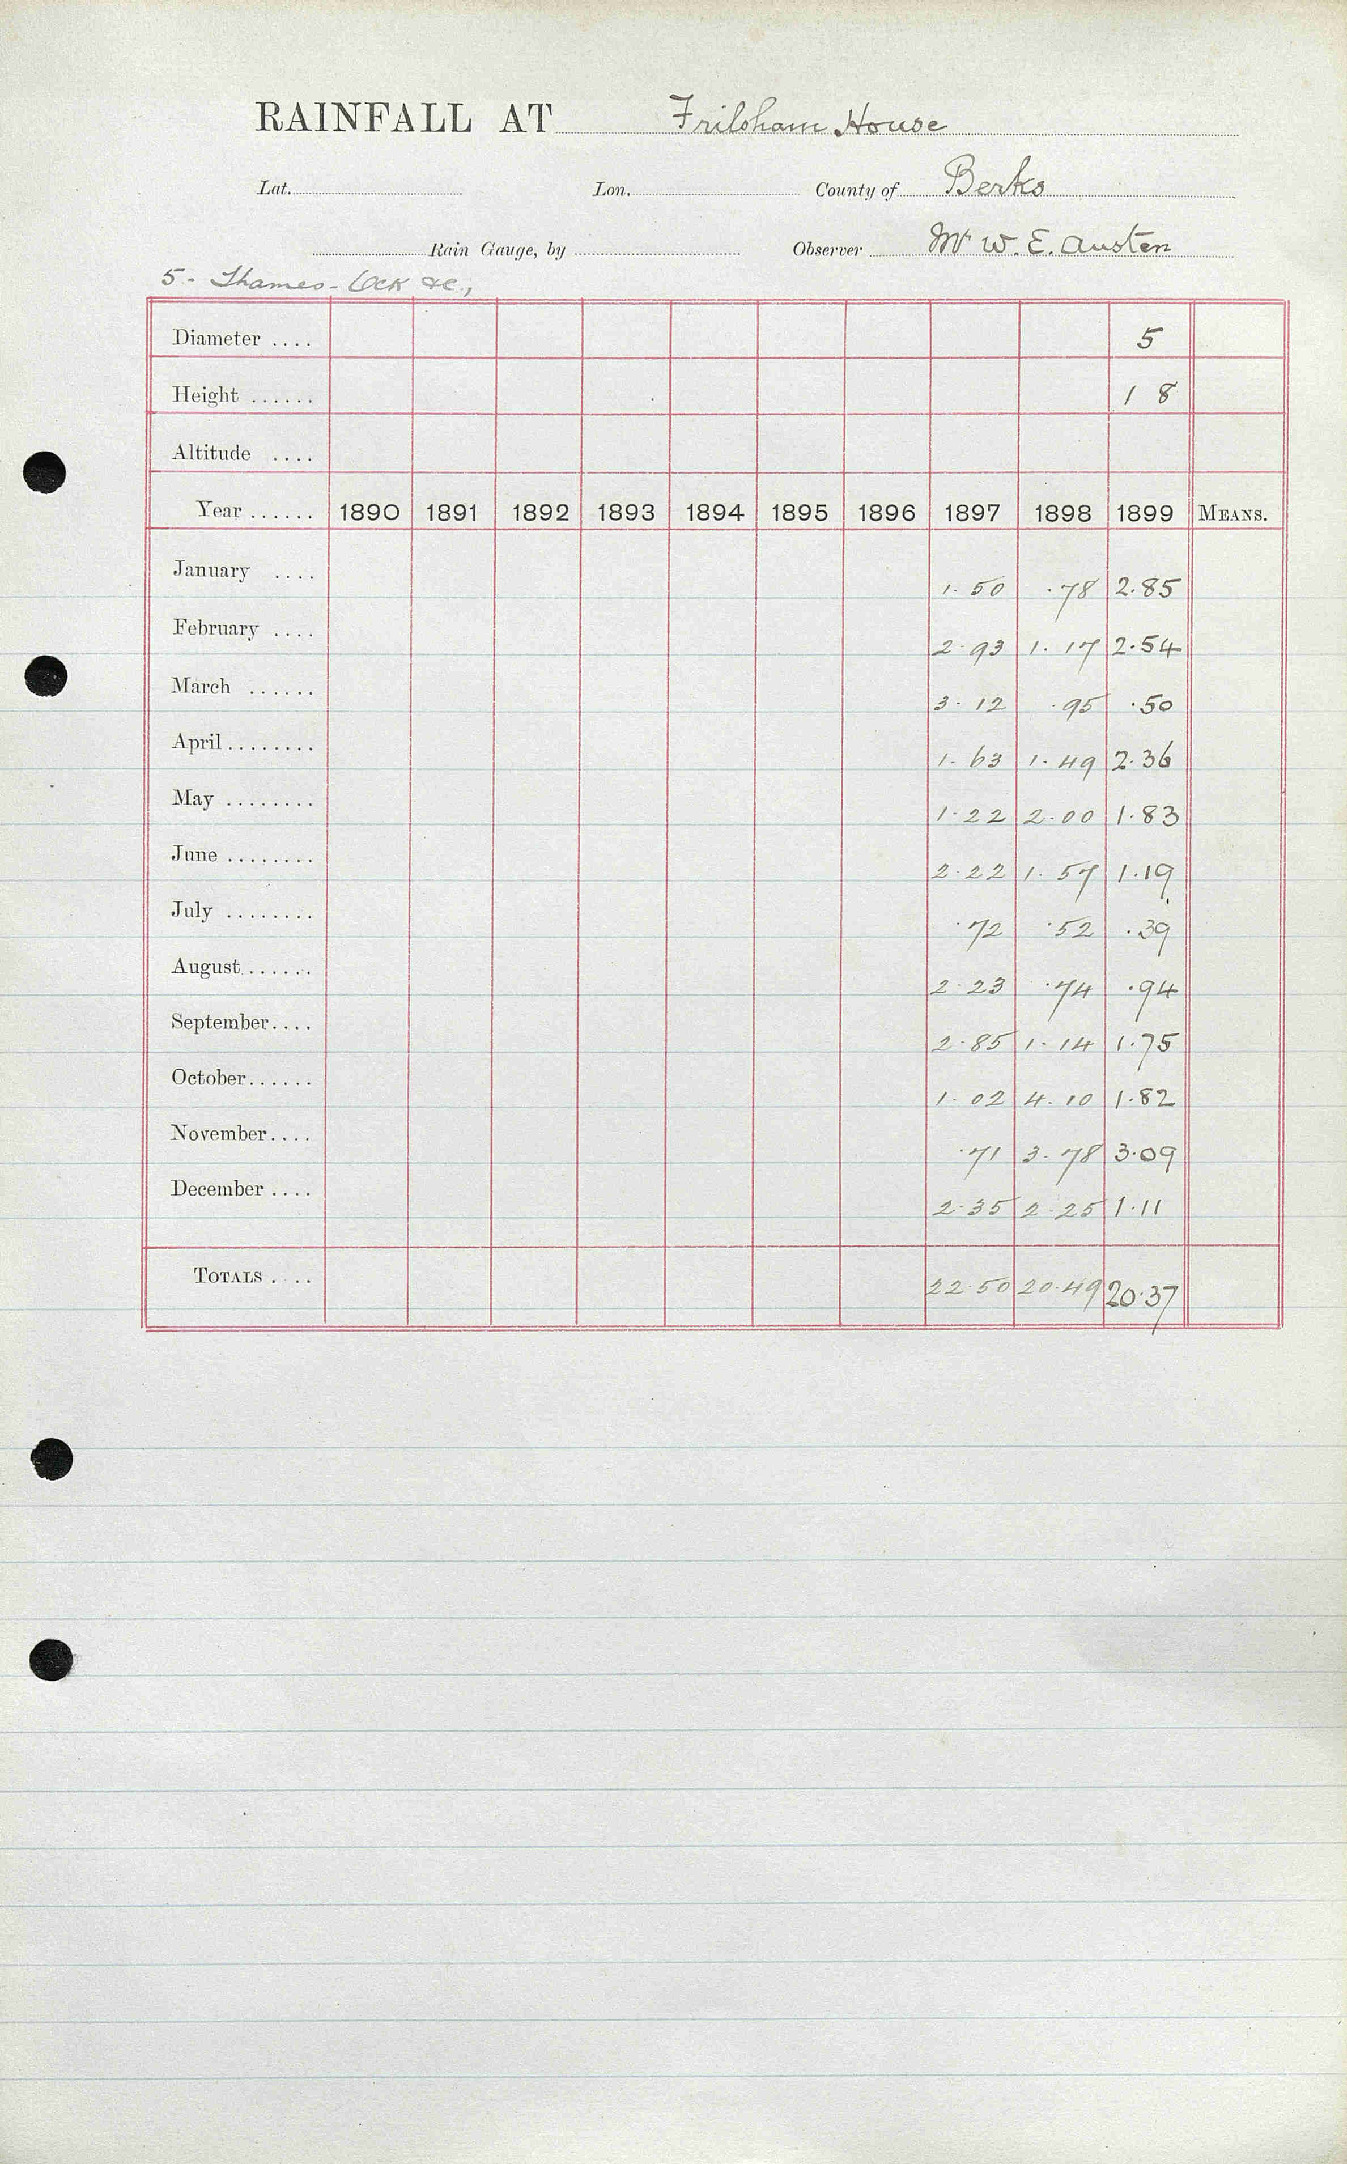 RAINFALL AT Frilsham House
Lat. Lon. County of Berks
Rain Gauge, by Observer Mr W. E. Austen
5 - Thames - Ock &c.,
Diameter .... 5
Height ...... 1 8
Altitude ....
Year ...... 1890 1891 1892 1893 1894 1895 1896 1897 1898 1899 MEANS.
January .... 1.50 .78 2.85
February .... 2.93 1.17 2.54
March ...... 3.12 .95 .50
April ........ 1.63 1.49 2.36
May ........ 1.22 2.00 1.83
June ........ 2.22 1.57 1.19
July ........ .72 .52 .39
August ...... 2.23 .74 .94
September.... 2.85 1.14 1.75
October...... 1.02 4.10 1.82
November.... .71 3.78 3.09
December .... 2.35 2.25 1.11
TOTALS .... 22.50 20.49 20.37